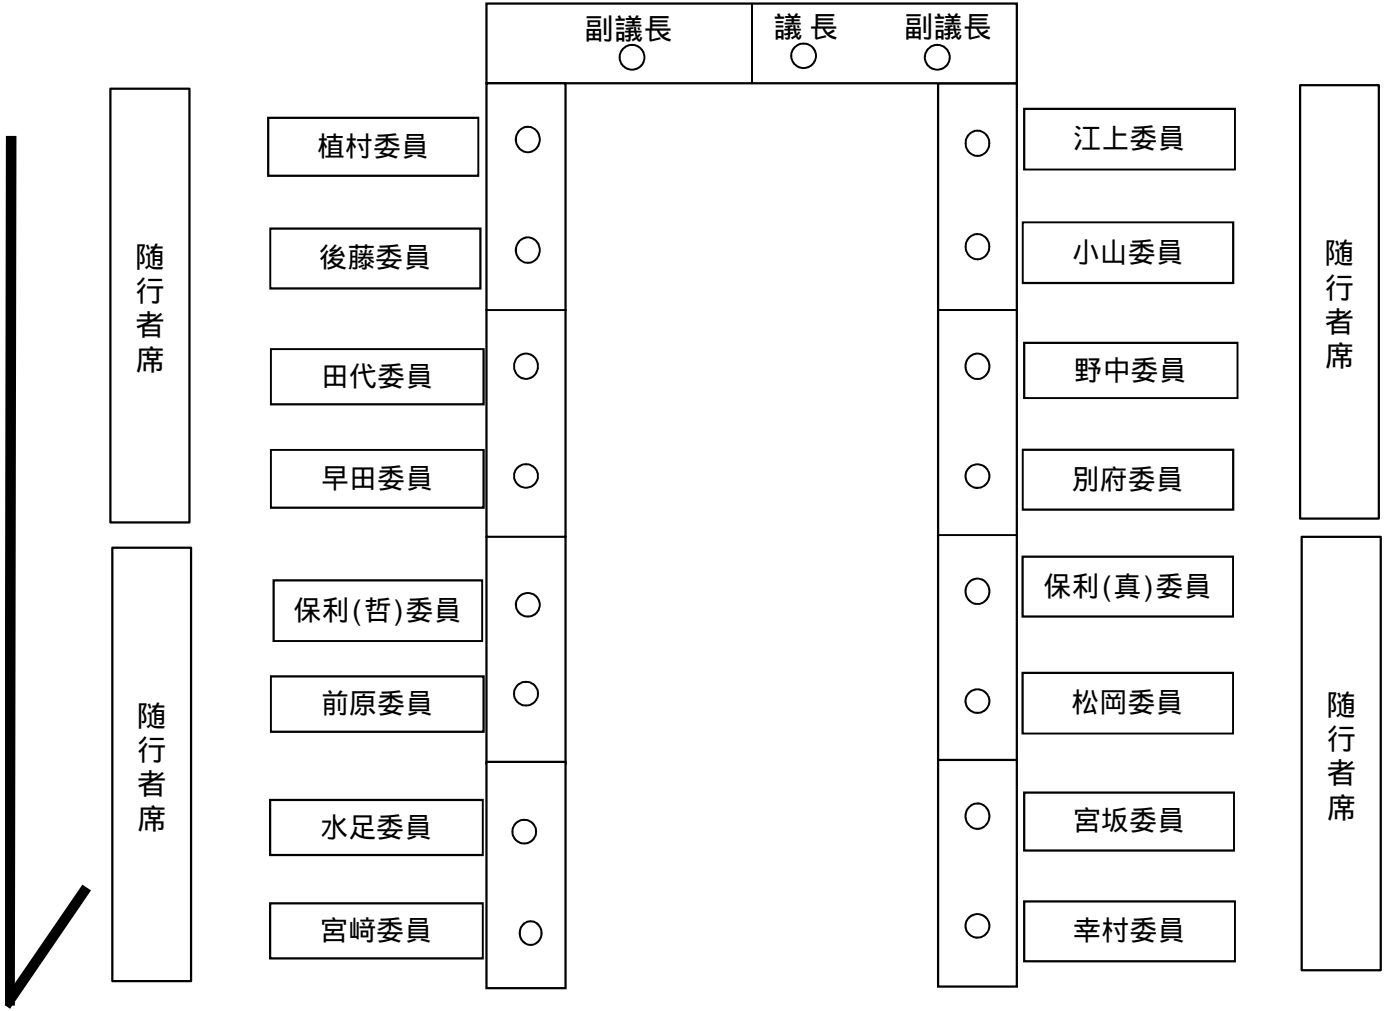 副議長 議長 副議長
植村委員 江上委員
後藤委員 小山委員
田代委員 野中委員
早田委員 別府委員
保利(哲)委員 保利(真)委員
前原委員 松岡委員
水足委員 宮坂委員
宮﨑委員 幸村委員
随行者席
随行者席
随行者席
随行者席